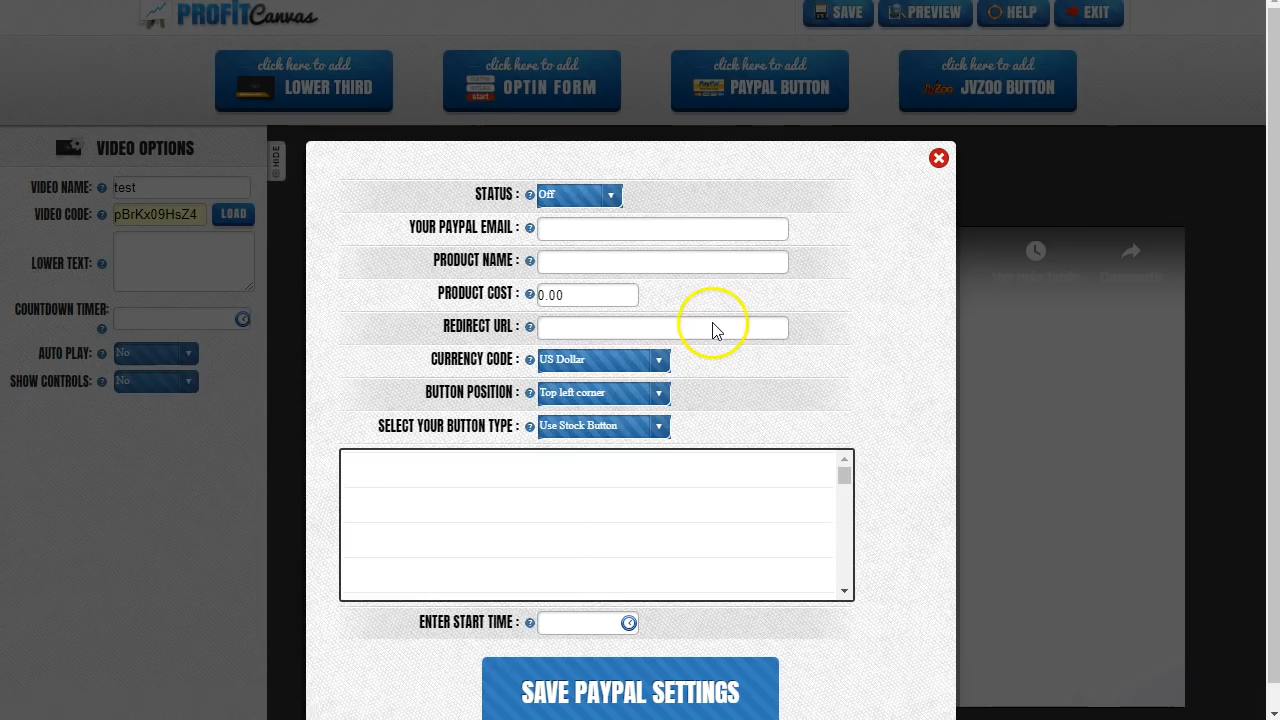 PROFITCanvas
SAVE
PREVIEW
HELP
EXIT
click here to add
LOWER THIRD
click here to add
start
OPTIN FORM
click here to add
PayPal
PAYPAL BUTTON
click here to add
JVZoo
JVZOO BUTTON
VIDEO OPTIONS
HIDE
VIDEO NAME: test
VIDEO CODE: pBrKx09HsZ4 LOAD
LOWER TEXT:
COUNTDOWN TIMER:
AUTO PLAY: No
SHOW CONTROLS: No
STATUS : Off
YOUR PAYPAL EMAIL :
PRODUCT NAME :
PRODUCT COST : 0.00
REDIRECT URL :
CURRENCY CODE : US Dollar
BUTTON POSITION : Top left corner
SELECT YOUR BUTTON TYPE : Use Stock Button
ENTER START TIME :
SAVE PAYPAL SETTINGS